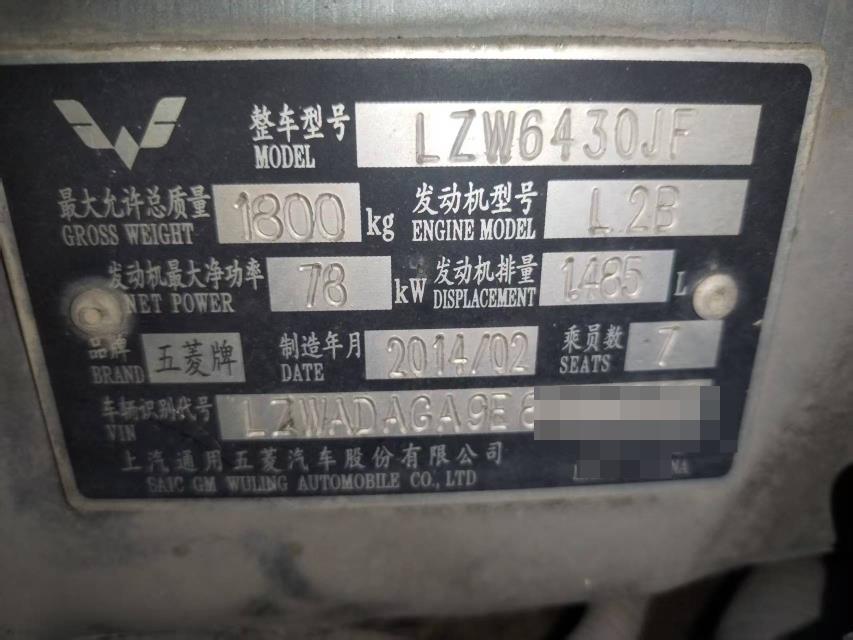 整车型号 LZW6430JF
MODEL
最大允许总质量 1800 kg 发动机型号 L2B
GROSS WEIGHT ENGINE MODEL
发动机最大净功率 78 kW 发动机排量 1.485 L
NET POWER DISPLACEMENT
品牌 五菱牌 制造年月 2014/02 乘员数 7
BRAND DATE SEATS
车辆识别代号 LZWADAGA9E
VIN
上汽通用五菱汽车股份有限公司
SAIC GM WULING AUTOMOBILE CO., LTD NA